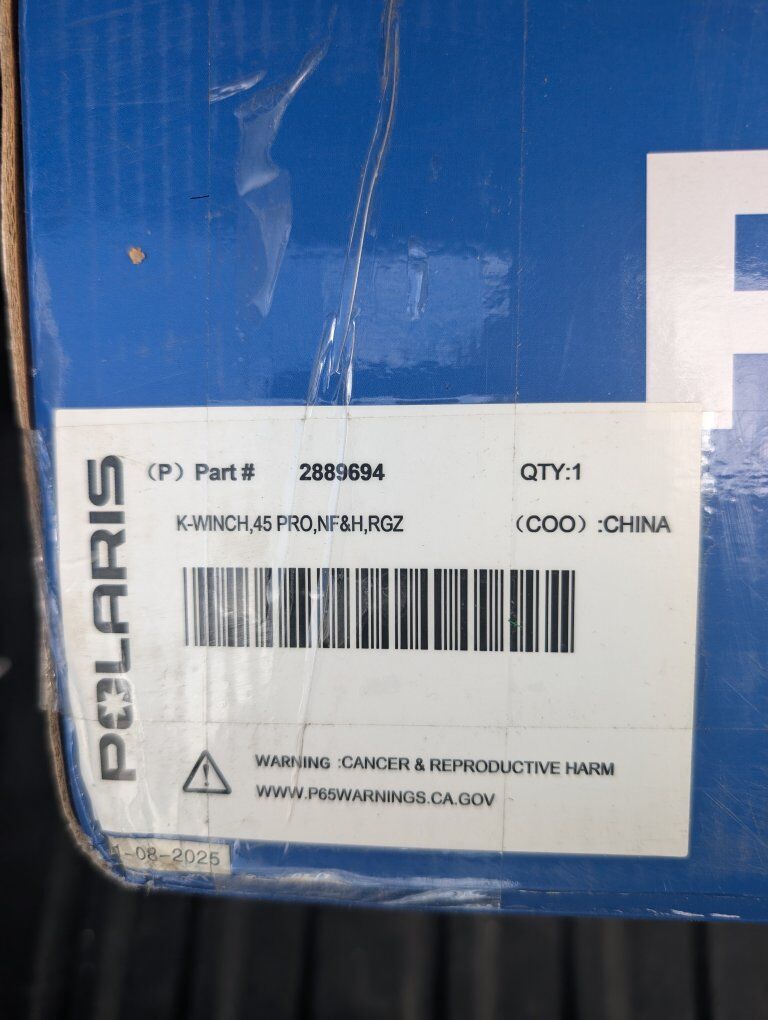 POLARIS
(P) Part # 2889694 QTY:1
K-WINCH,45 PRO,NF&H,RGZ (COO) :CHINA
WARNING :CANCER & REPRODUCTIVE HARM
WWW.P65WARNINGS.CA.GOV
-08-2025